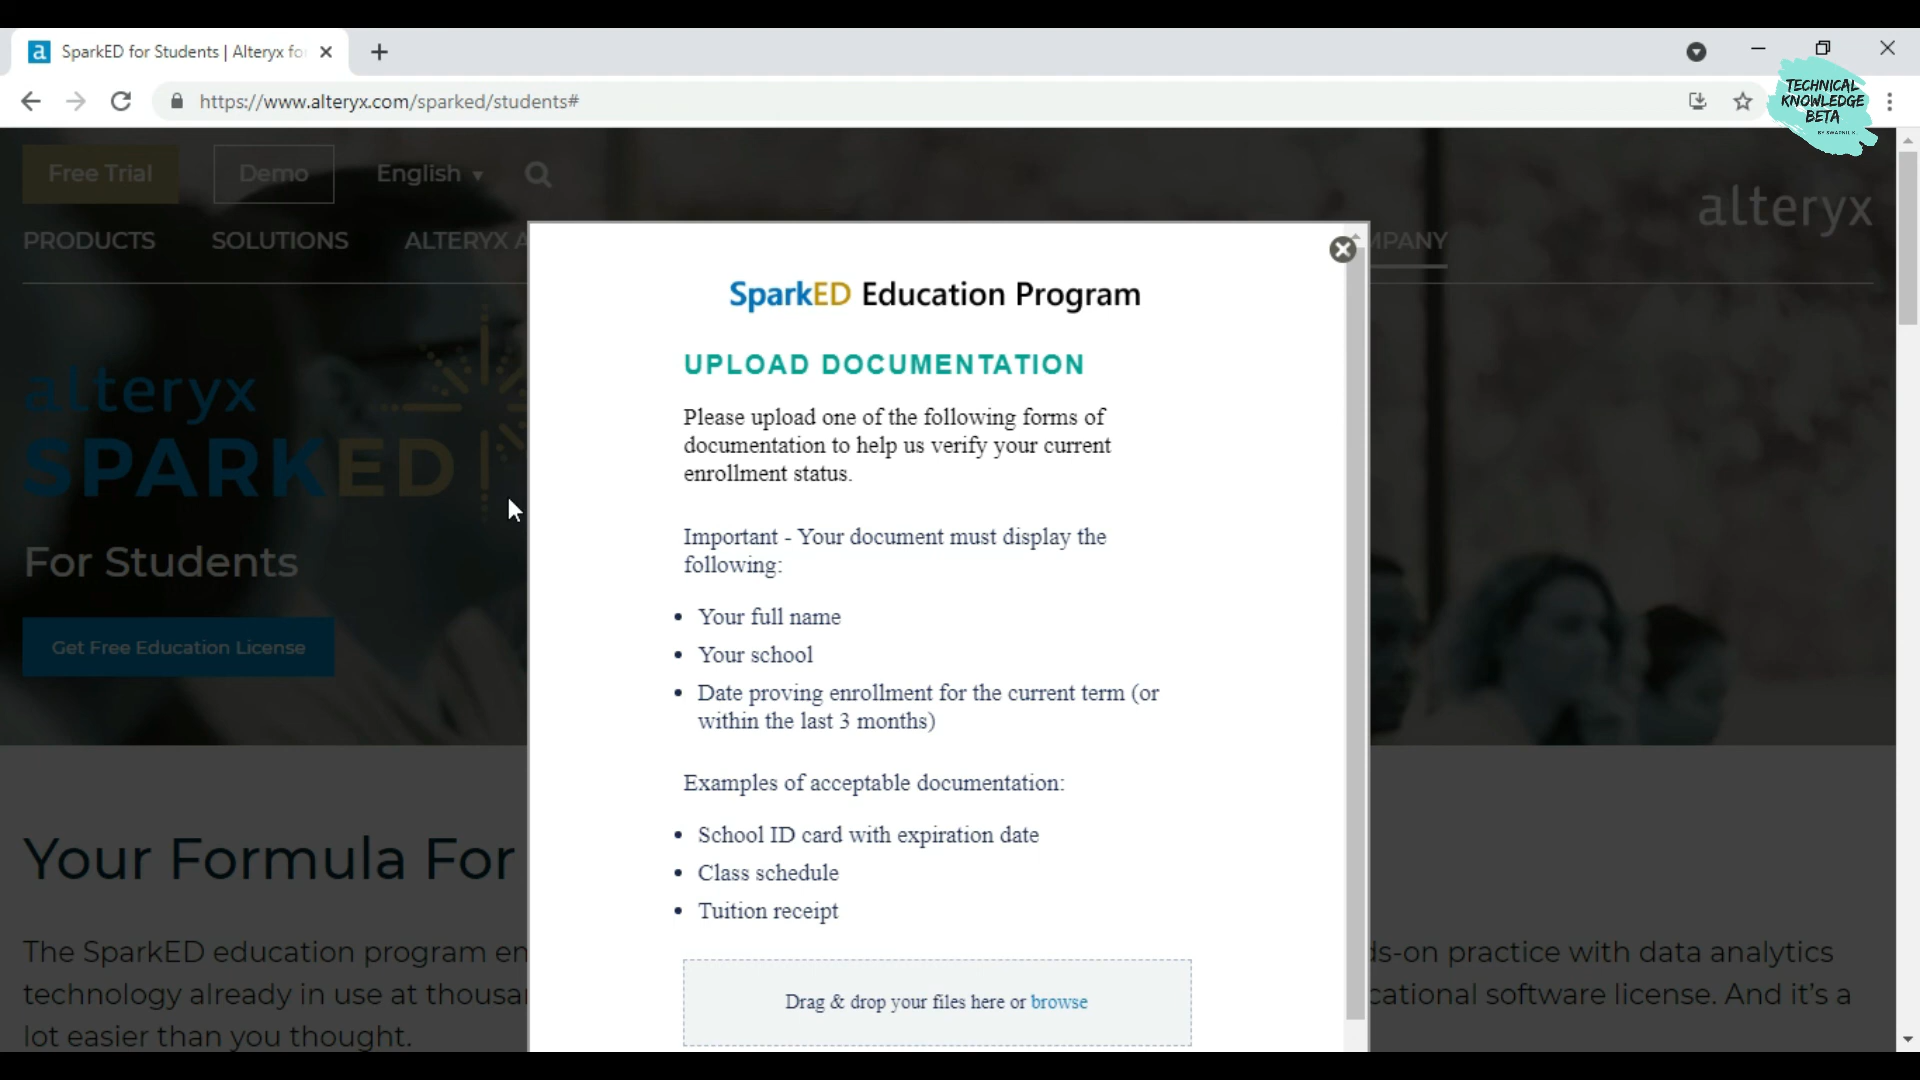 SparkED for Students | Alteryx fo
https://www.alteryx.com/sparked/students#
TECHNICAL
KNOWLEDGE
BETA
Free Trial
Demo
English
alteryx
PRODUCTS
SOLUTIONS
ALTERYX A
MPANY
SparkED Education Program
UPLOAD DOCUMENTATION
Please upload one of the following forms of
documentation to help us verify your current
enrollment status.
Important - Your document must display the
following:
• Your full name
• Your school
• Date proving enrollment for the current term (or
within the last 3 months)
Examples of acceptable documentation:
• School ID card with expiration date
• Class schedule
• Tuition receipt
Drag & drop your files here or browse
alteryx
SPARKED
For Students
Get Free Education License
Your Formula For
The SparkED education program en
ds-on practice with data analytics
technology already in use at thousa
cational software license. And it's a
lot easier than you thought.